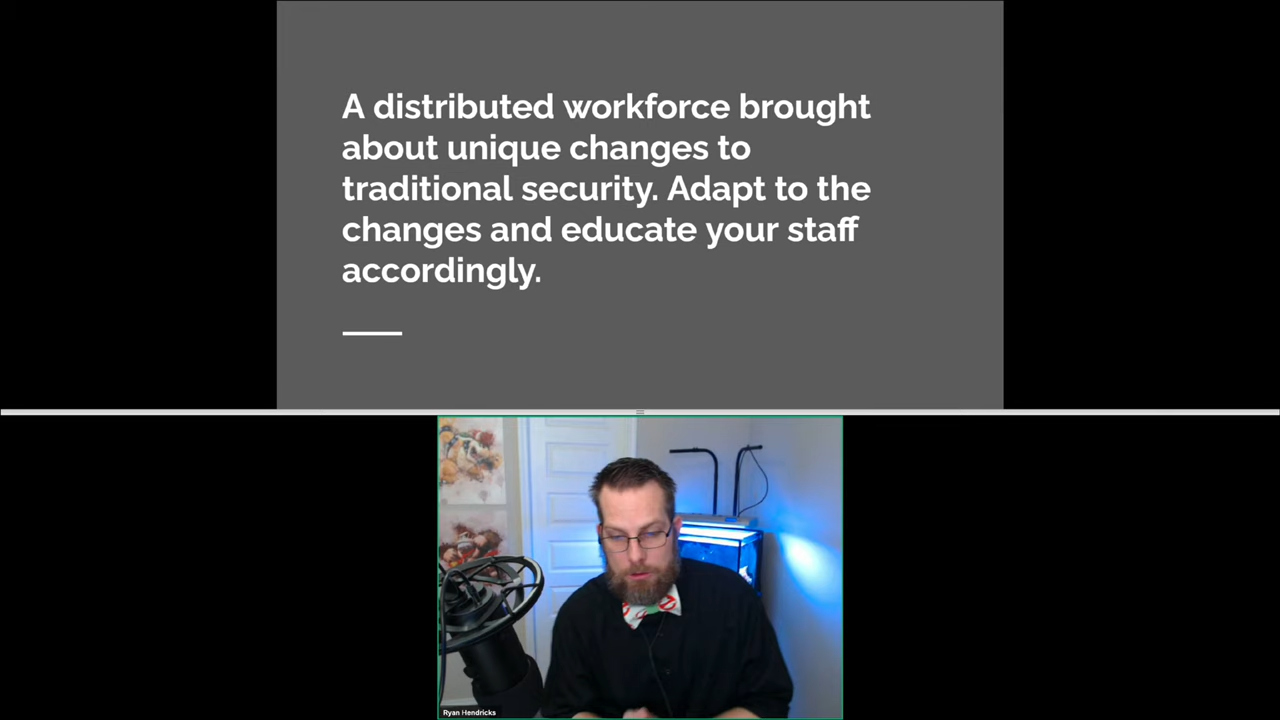 A distributed workforce brought
about unique changes to
traditional security. Adapt to the
changes and educate your staff
accordingly.
Ryan Hendricks